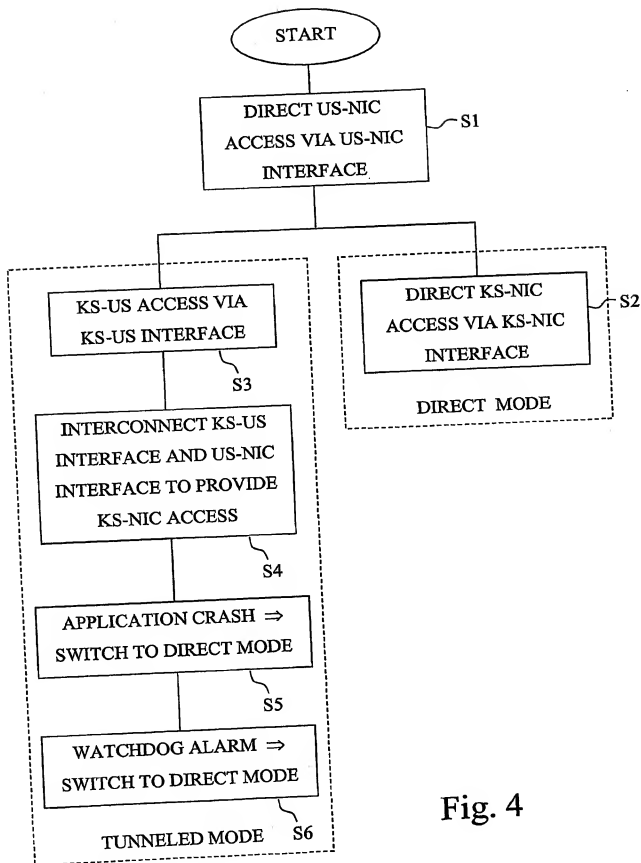 START
DIRECT US-NIC
ACCESS VIA US-NIC
INTERFACE
S1
KS-US ACCESS VIA
KS-US INTERFACE
S3
INTERCONNECT KS-US
INTERFACE AND US-NIC
INTERFACE TO PROVIDE
KS-NIC ACCESS
S4
APPLICATION CRASH ⇒
SWITCH TO DIRECT MODE
S5
WATCHDOG ALARM ⇒
SWITCH TO DIRECT MODE
S6
TUNNELED MODE
DIRECT KS-NIC
ACCESS VIA KS-NIC
INTERFACE
S2
DIRECT MODE
Fig. 4